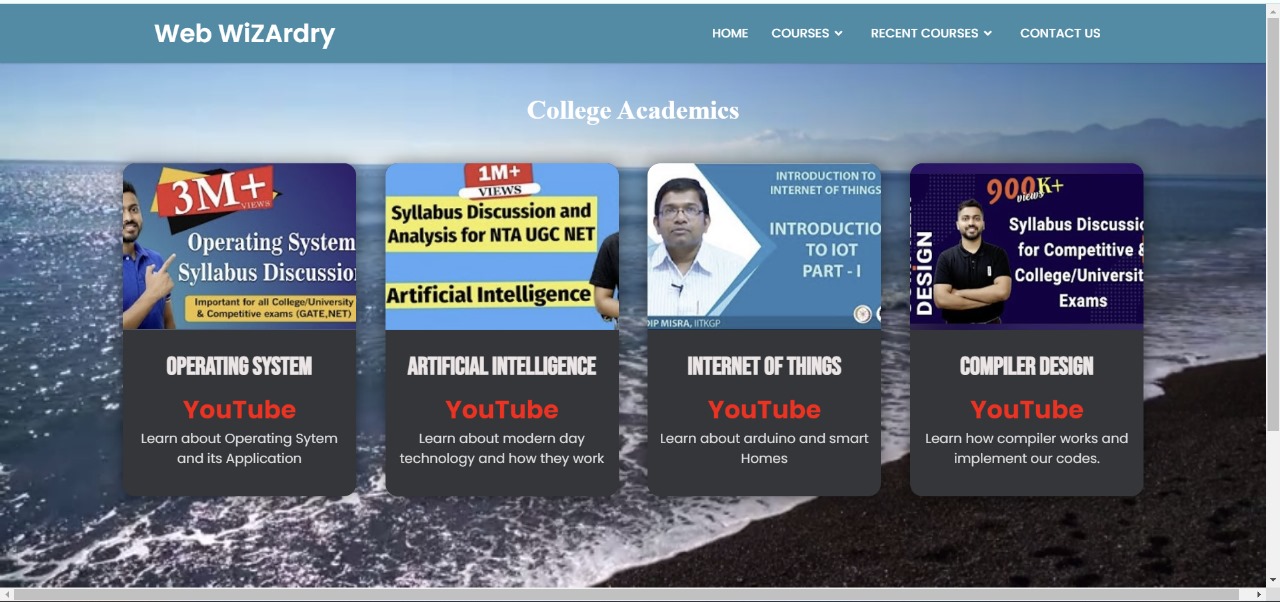 Web WiZArdry
HOME COURSES RECENT COURSES CONTACT US
College Academics
3M+
VIEWS
Operating System
Syllabus Discussion
Important for all College/University
& Competitive exams (GATE,NET)
OPERATING SYSTEM
YouTube
Learn about Operating Sytem
and its Application
1M+
VIEWS
Syllabus Discussion and
Analysis for NTA UGC NET
Artificial Intelligence
ARTIFICIAL INTELLIGENCE
YouTube
Learn about modern day
technology and how they work
INTRODUCTION TO
INTERNET OF THINGS
INTRODUCTIO
TO IOT
PART - I
DIP MISRA, IITKGP
INTERNET OF THINGS
YouTube
Learn about arduino and smart
Homes
900K+
views
DESIGN
Syllabus Discussic
for Competitive &
College/Universit
Exams
COMPILER DESIGN
YouTube
Learn how compiler works and
implement our codes.